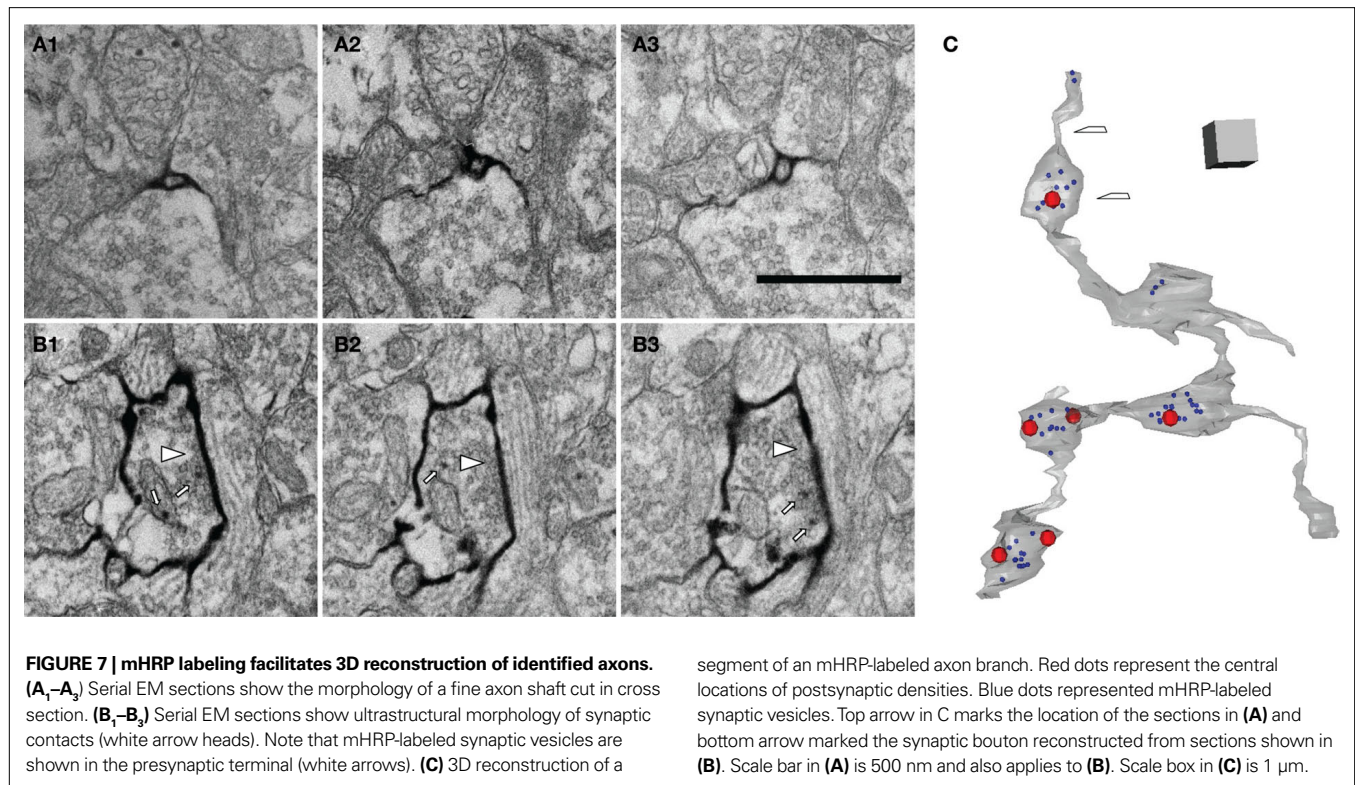 A1
A2
A3
C
B1
B2
B3
FIGURE 7 | mHRP labeling facilitates 3D reconstruction of identified axons.
(A1–A3) Serial EM sections show the morphology of a fine axon shaft cut in cross
section. (B1–B3) Serial EM sections show ultrastructural morphology of synaptic
contacts (white arrow heads). Note that mHRP-labeled synaptic vesicles are
shown in the presynaptic terminal (white arrows). (C) 3D reconstruction of a
segment of an mHRP-labeled axon branch. Red dots represent the central
locations of postsynaptic densities. Blue dots represented mHRP-labeled
synaptic vesicles. Top arrow in C marks the location of the sections in (A) and
bottom arrow marked the synaptic bouton reconstructed from sections shown in
(B). Scale bar in (A) is 500 nm and also applies to (B). Scale box in (C) is 1 μm.